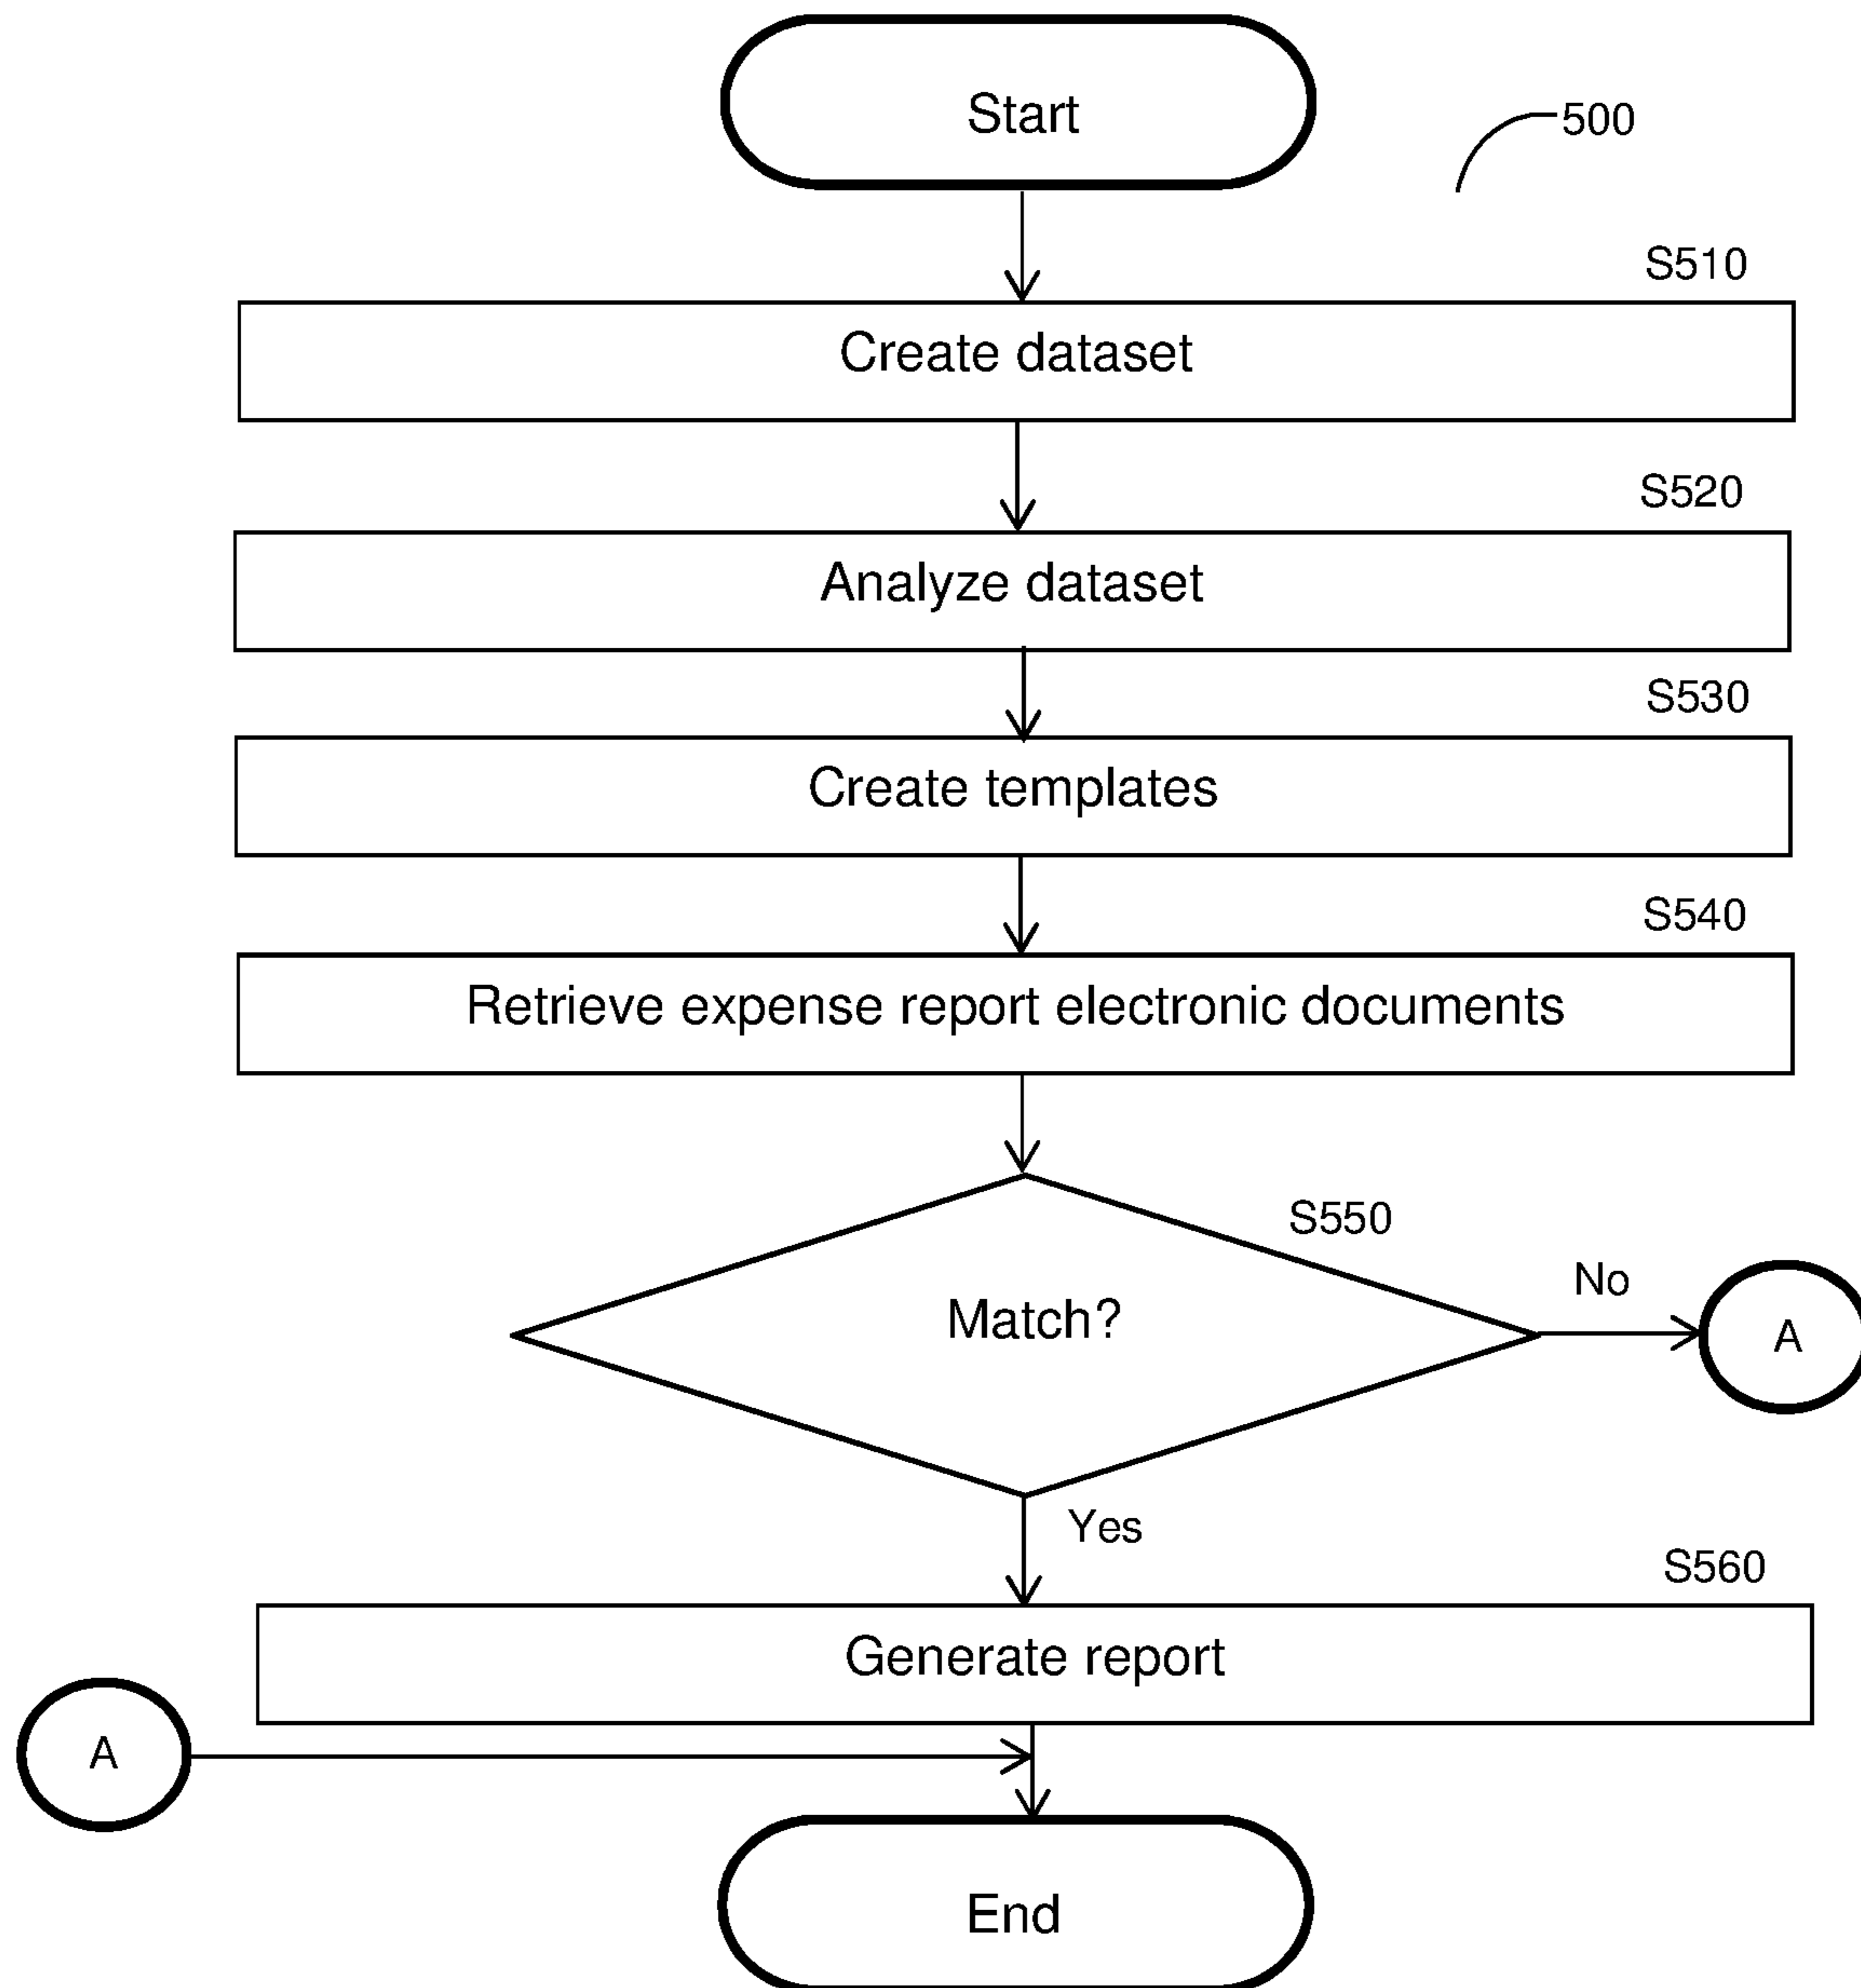 Start
500
S510
Create dataset
S520
Analyze dataset
S530
Create templates
S540
Retrieve expense report electronic documents
S550
Match?
No
A
Yes
S560
Generate report
A
End